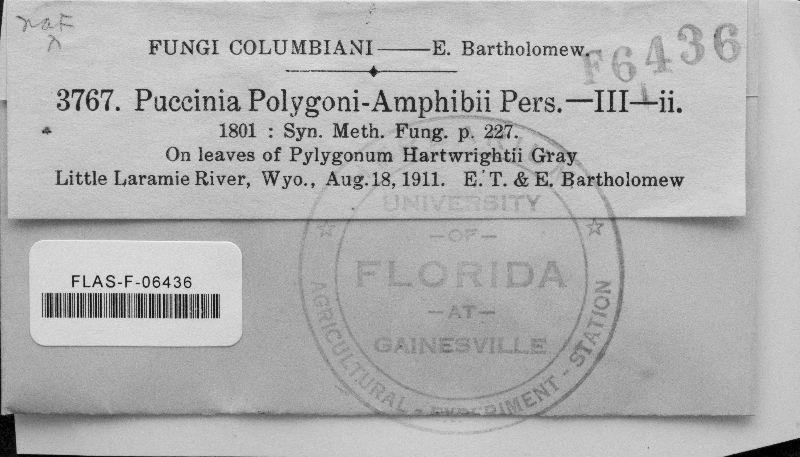 FUNGI COLUMBIANI——E. Bartholomew.
F6436
3767. Puccinia Polygoni-Amphibii Pers.—III—ii.
1801 : Syn. Meth. Fung. p. 227.
On leaves of Pylygonum Hartwrightii Gray
Little Laramie River, Wyo., Aug. 18, 1911. E. T. & E. Bartholomew
UNIVERSITY
—OF—
FLORIDA
—AT—
GAINESVILLE
AGRICULTURAL - EXPERIMENT - STATION
FLAS-F-06436